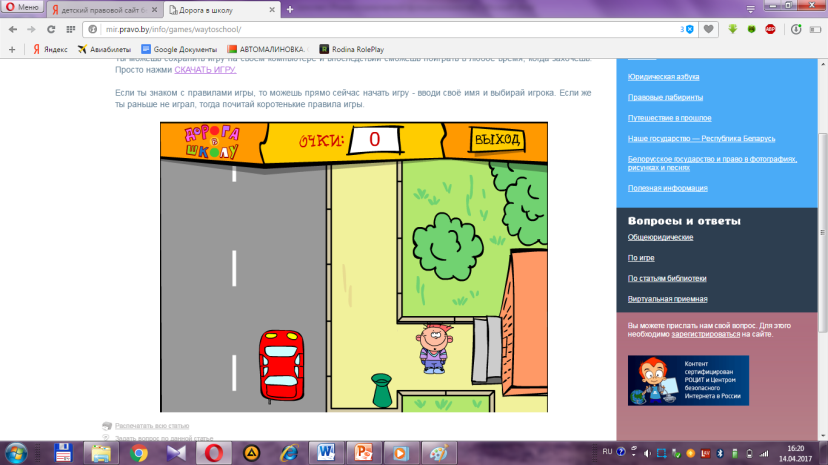 Меню
детский правовой сайт б
Дорога в школу
mir.pravo.by/info/games/waytoschool/
3
Яндекс
Авиабилеты
Google Документы
АВТОМАЛИНОВКА.
Rodina RolePlay
Ты можешь сохранить игру на своём компьютере и впоследствии сможешь поиграть в любое время, когда захочешь.
Просто нажми СКАЧАТЬ ИГРУ.
Если ты знаком с правилами игры, то можешь прямо сейчас начать игру - вводи своё имя и выбирай игрока. Если же
ты раньше не играл, тогда почитай коротенькие правила игры.
ДОРОГА
В
ШКОЛУ
ОЧКИ: 0
ВЫХОД
Распечатать всю статью
Задать вопрос по данной статье
Юридическая азбука
Правовые лабиринты
Путешествие в прошлое
Наше государство — Республика Беларусь
Белорусское государство и право в фотографиях,
рисунках и песнях
Полезная информация
Вопросы и ответы
Общеюридические
По игре
По статьям библиотеки
Виртуальная приемная
Вы можете прислать нам свой вопрос. Для этого
необходимо зарегистрироваться на сайте.
Контент
сертифицирован
РОЦИТ и Центром
безопасного
Интернета в России
RU
16:20
14.04.2017